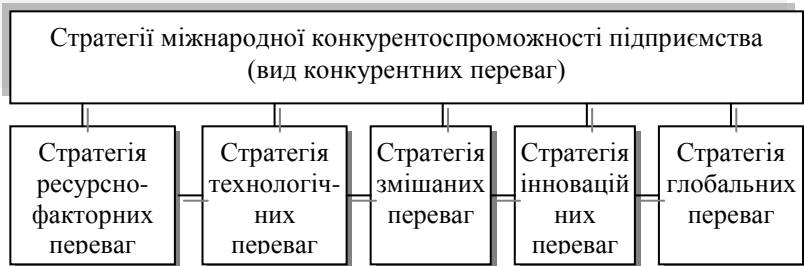 Стратегії міжнародної конкурентоспроможності підприємства
(вид конкурентних переваг)
Стратегія
ресурсно-
факторних
переваг
Стратегія
технологіч-
них
переваг
Стратегія
змішаних
переваг
Стратегія
інновацій
них
переваг
Стратегія
глобальних
переваг